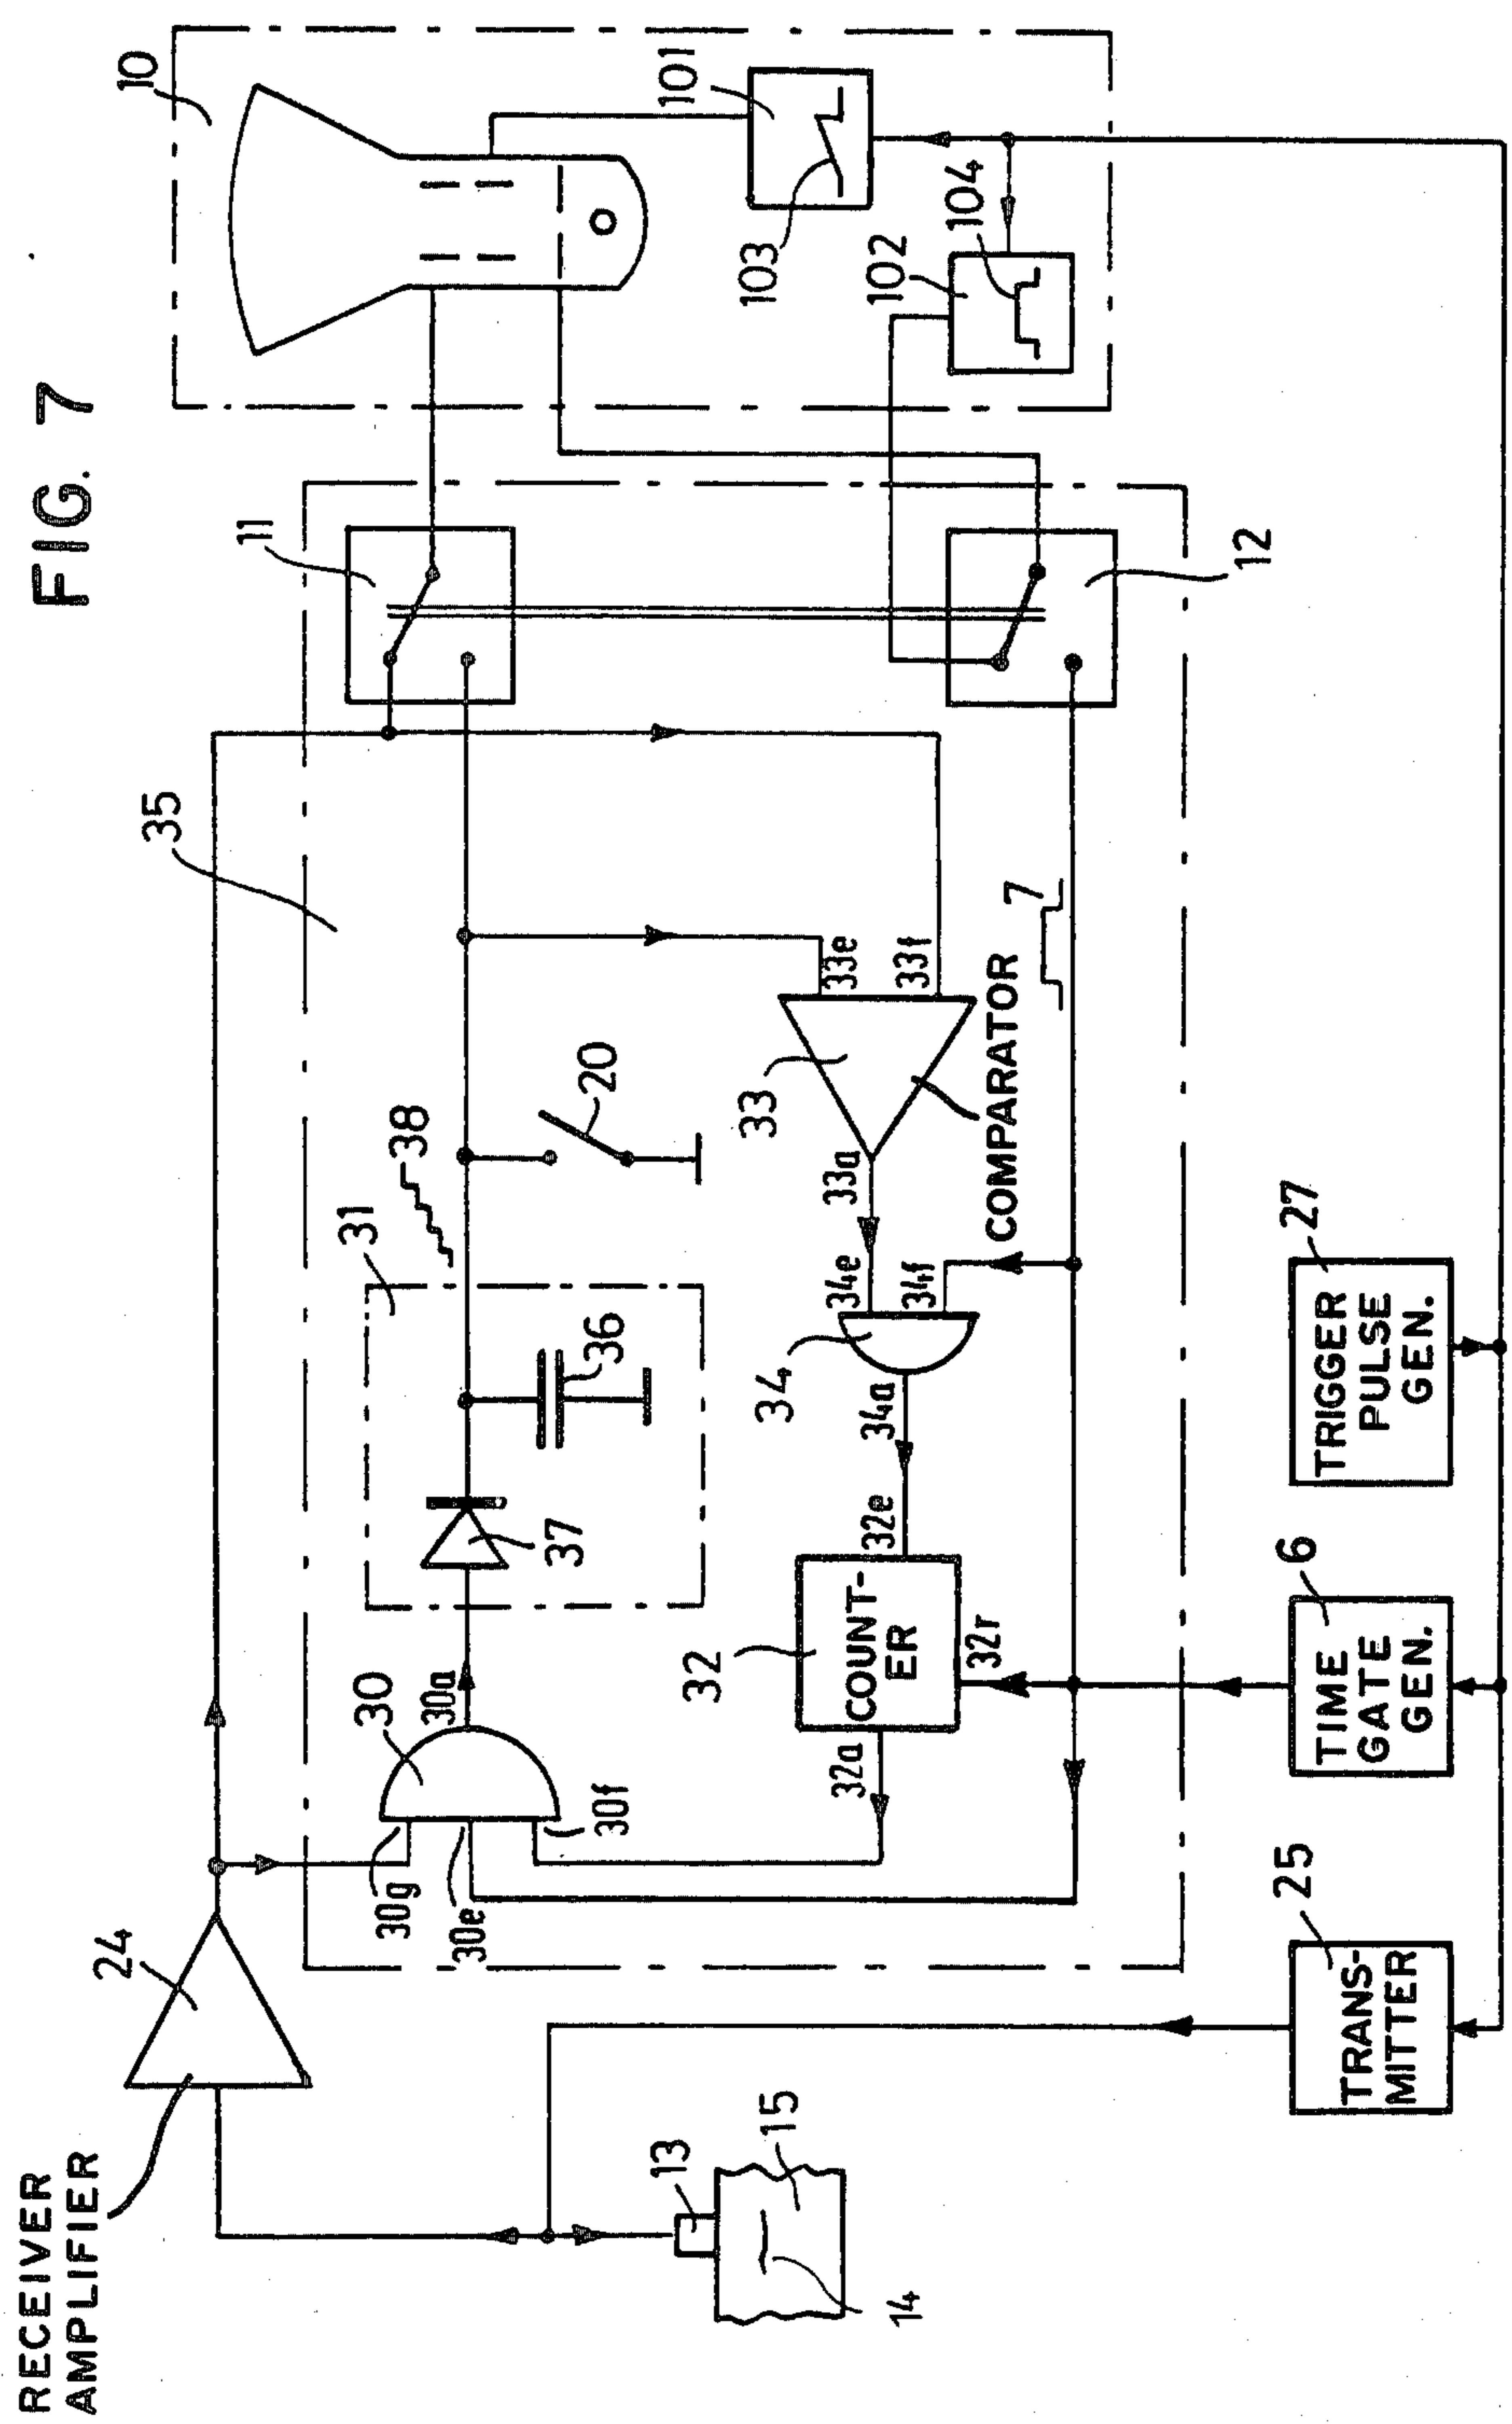 FIG. 7
RECEIVER
AMPLIFIER
24
35
11
10
30g
30e
30
30a
30f
31
37
36
38
20
101
103
102
104
12
13
14
15
32
COUNT-
ER
32a
32e
32r
34
34a
34e
34f
33
33a
33e
33f
COMPARATOR
7
25
TRANS-
MITTER
6
TIME
GATE
GEN.
27
TRIGGER
PULSE
GEN.